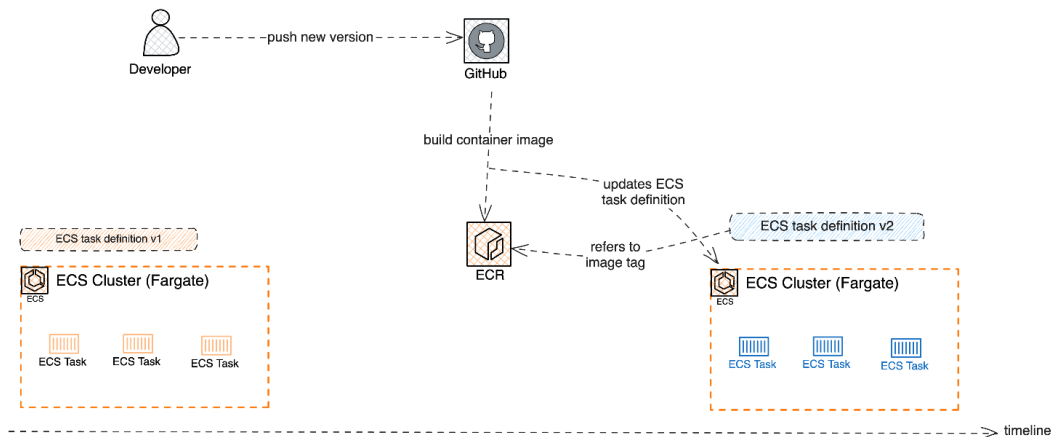 push new version
Developer
GitHub
build container image
updates ECS
task definition
ECS task definition v1
ECS task definition v2
refers to
image tag
ECR
ECS Cluster (Fargate)
ECS
ECS Task
ECS Task
ECS Task
ECS Cluster (Fargate)
ECS
ECS Task
ECS Task
ECS Task
timeline